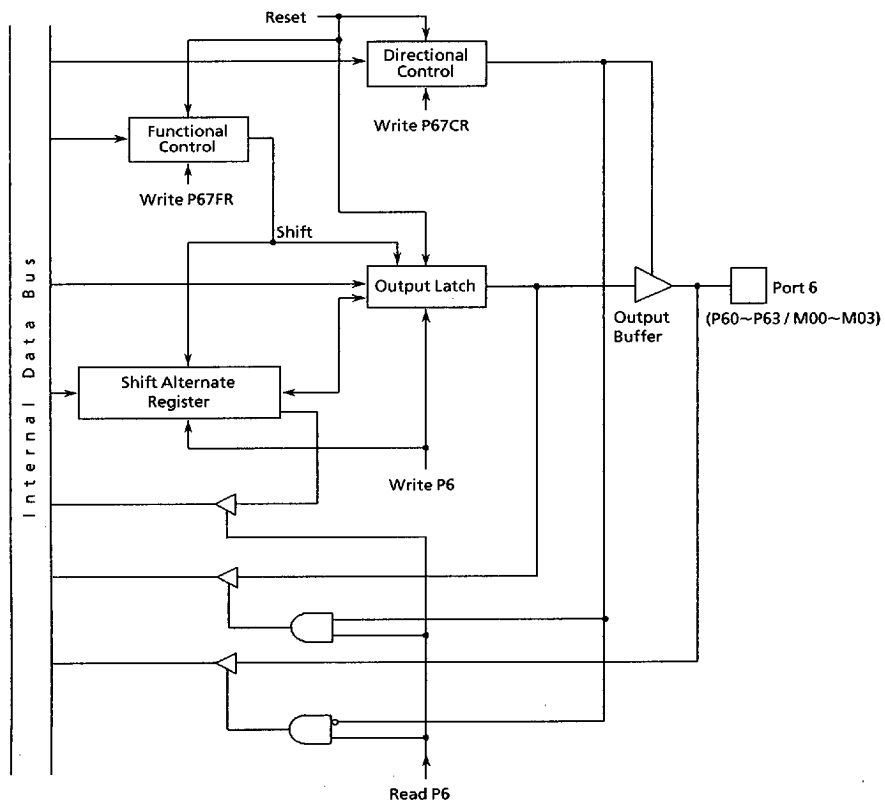 Reset
Directional
Control
Write P67CR
Functional
Control
Write P67FR
Shift
Output Latch
Output
Buffer
Port 6
(P60~P63 / M00~M03)
Shift Alternate
Register
Write P6
Read P6
Internal Data Bus